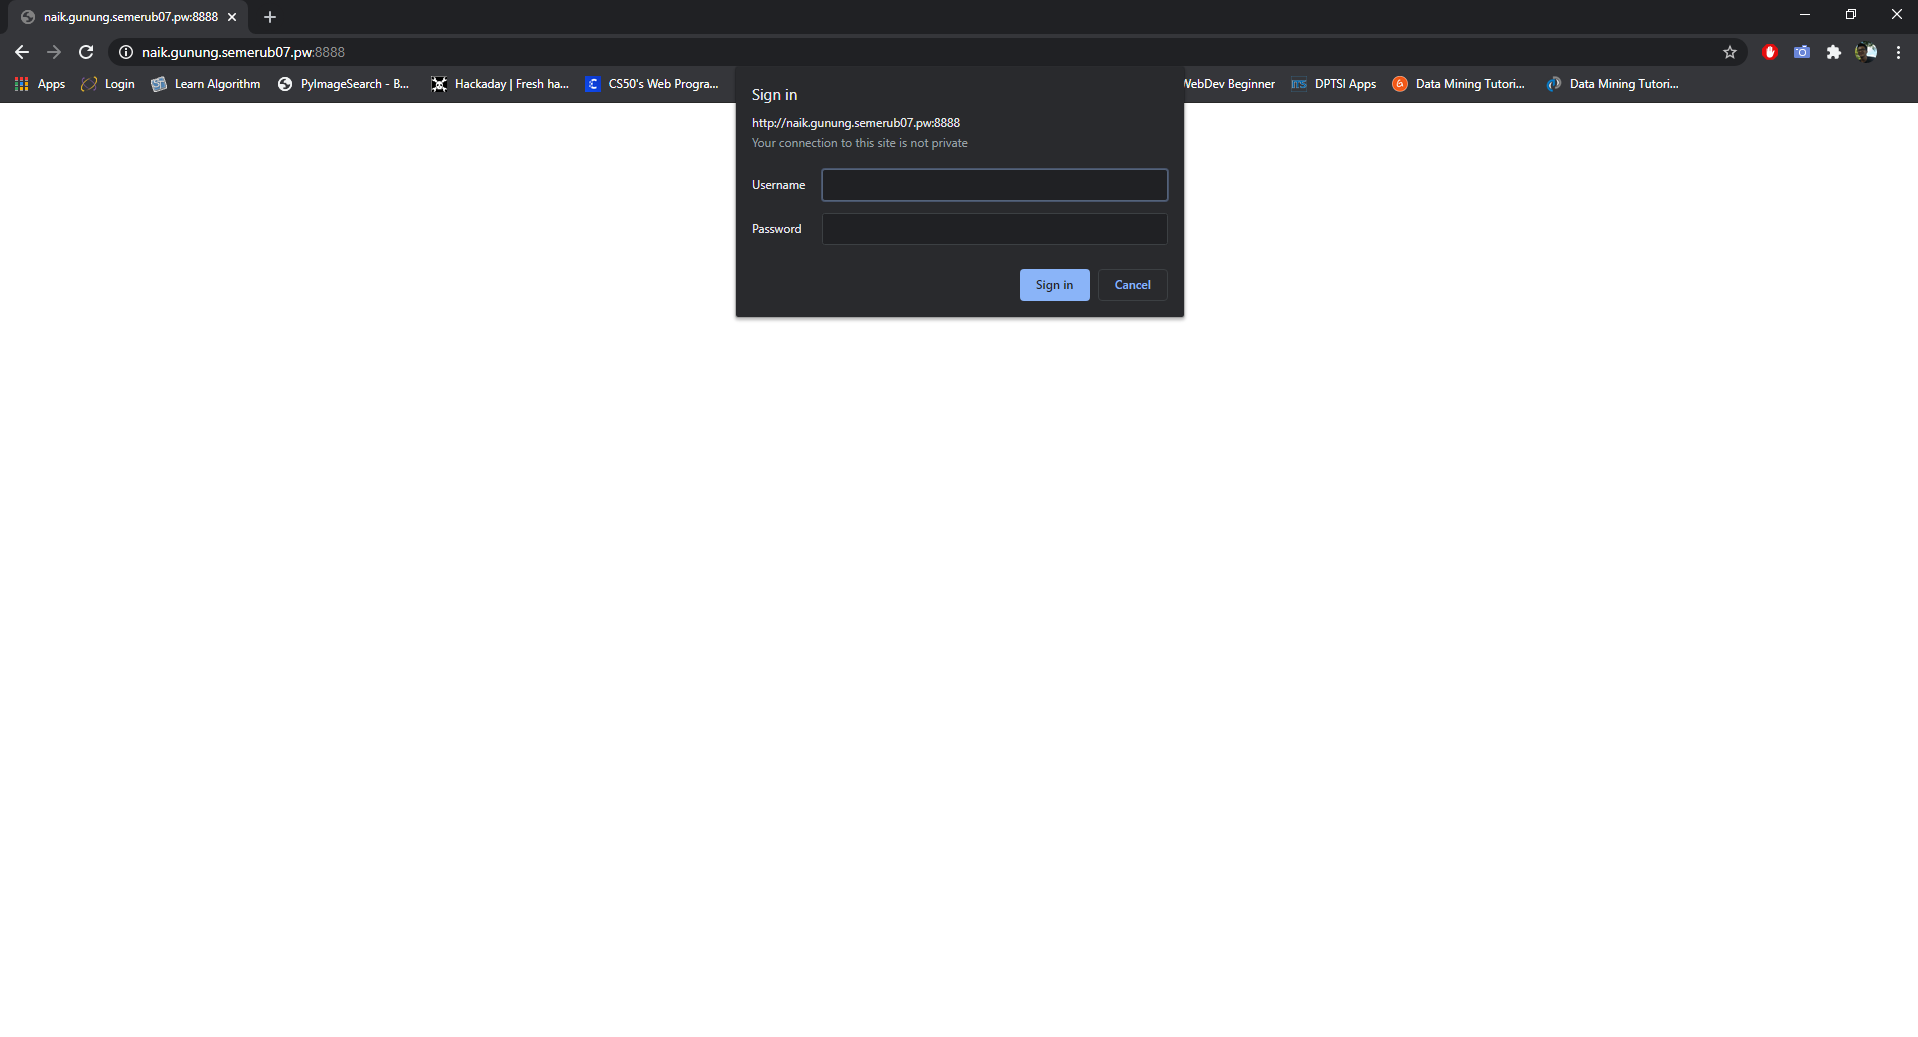 naik.gunung.semerub07.pw:8888
naik.gunung.semerub07.pw:8888
Apps Login Learn Algorithm PyImageSearch - B... Hackaday | Fresh ha... CS50's Web Progra... WebDev Beginner DPTSI Apps Data Mining Tutori... Data Mining Tutori...
Sign in
http://naik.gunung.semerub07.pw:8888
Your connection to this site is not private
Username
Password
Sign in Cancel